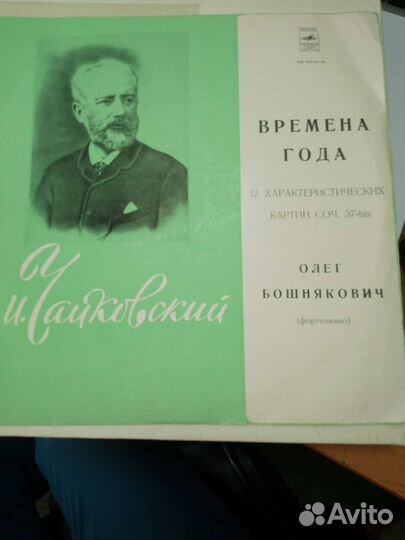 ВРЕМЕНА
ГОДА
12 ХАРАКТЕРИСТИЧЕСКИХ
КАРТИН СОЧ. 37-bis
ОЛЕГ
БОШНЯКОВИЧ
(фортепиано)
П. И. Чайковский
Avito